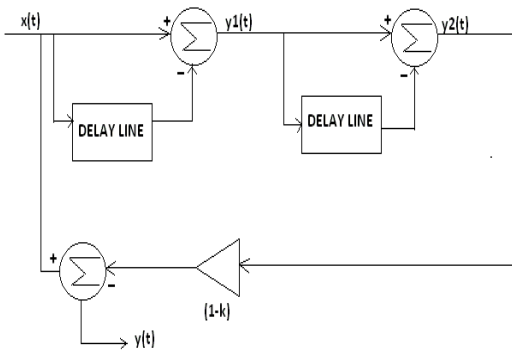 x(t)
+
Σ
−
y1(t)
+
Σ
−
y2(t)
DELAY LINE
DELAY LINE
+
Σ
−
(1-k)
y(t)